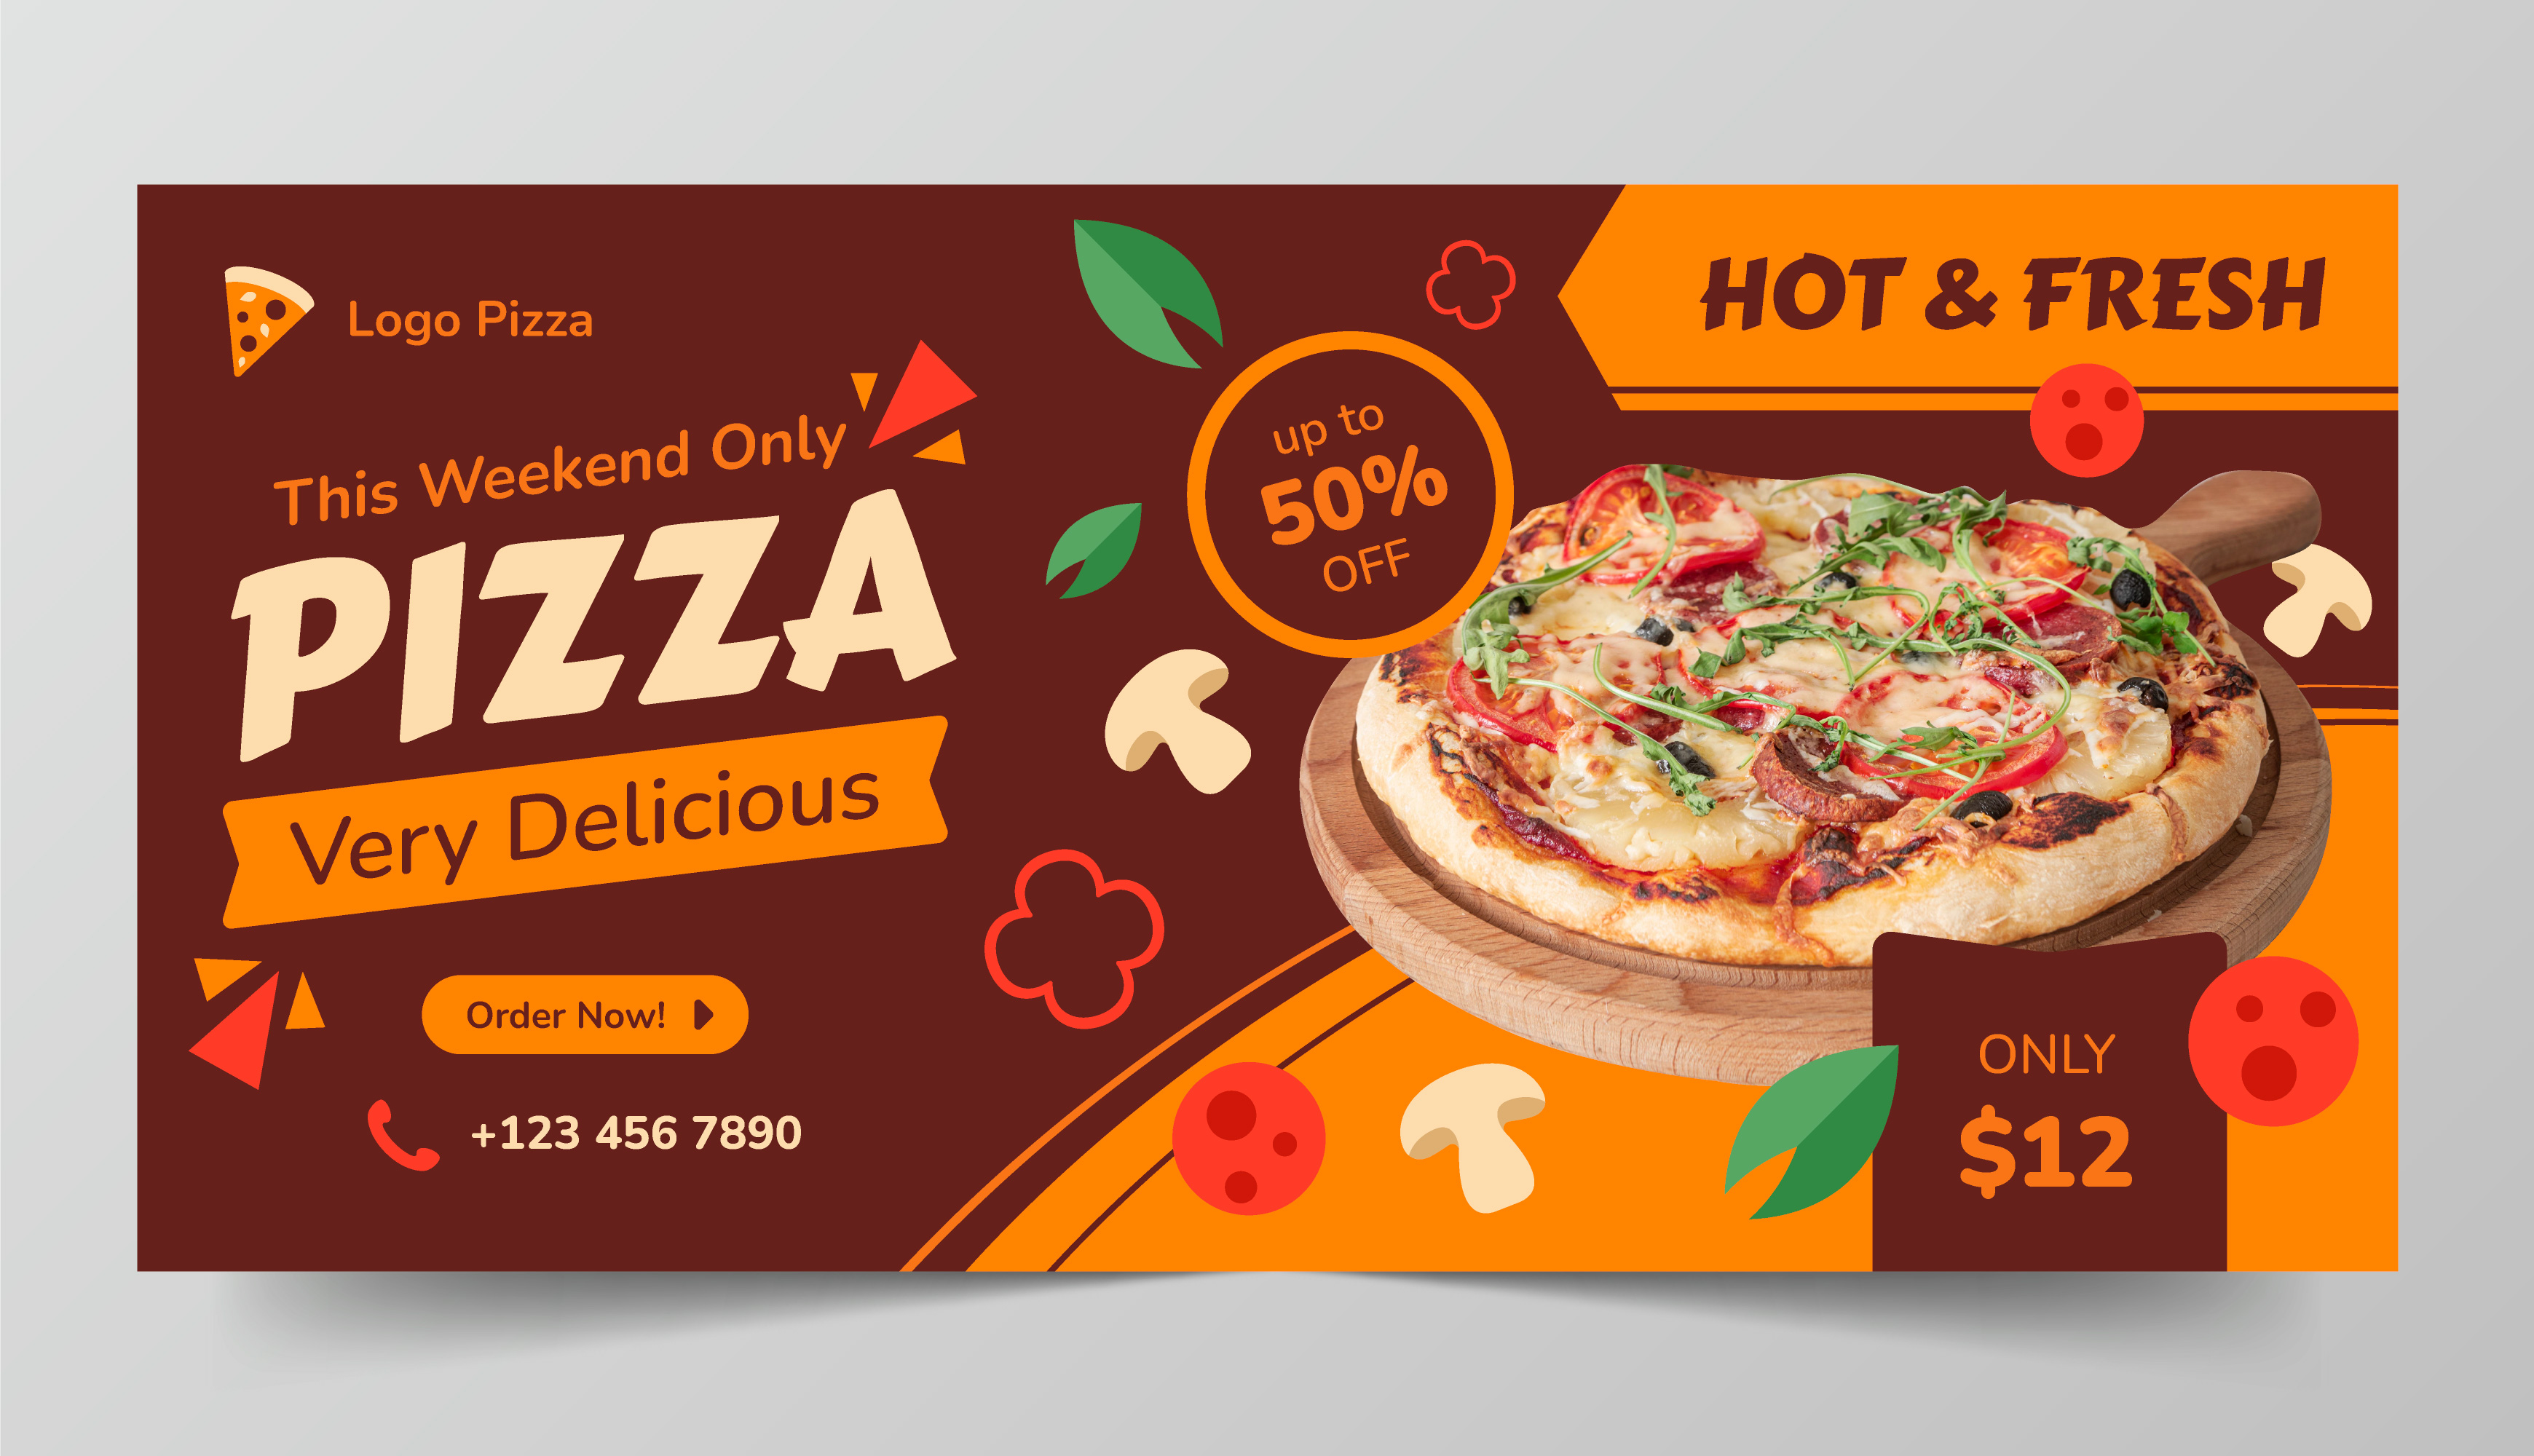 Logo Pizza
This Weekend Only
PIZZA
Very Delicious
Order Now!
+123 456 7890
up to
50%
OFF
HOT & FRESH
ONLY
$12